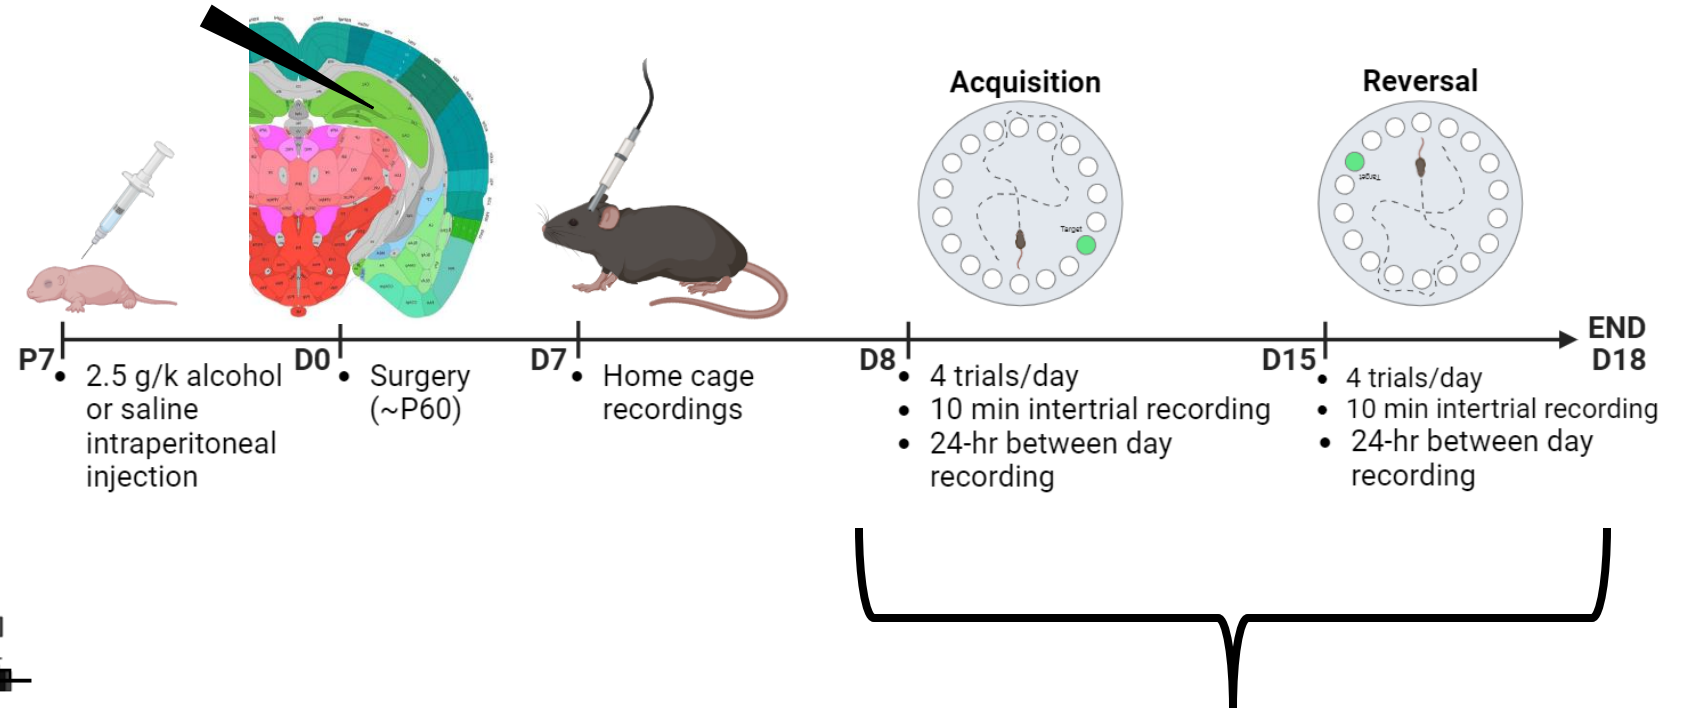 Acquisition
Reversal
Target
Target
P7
D0
D7
D8
D15
END
D18
• 2.5 g/k alcohol
or saline
intraperitoneal
injection
• Surgery
(~P60)
• Home cage
recordings
• 4 trials/day
• 10 min intertrial recording
• 24-hr between day
recording
• 4 trials/day
• 10 min intertrial recording
• 24-hr between day
recording